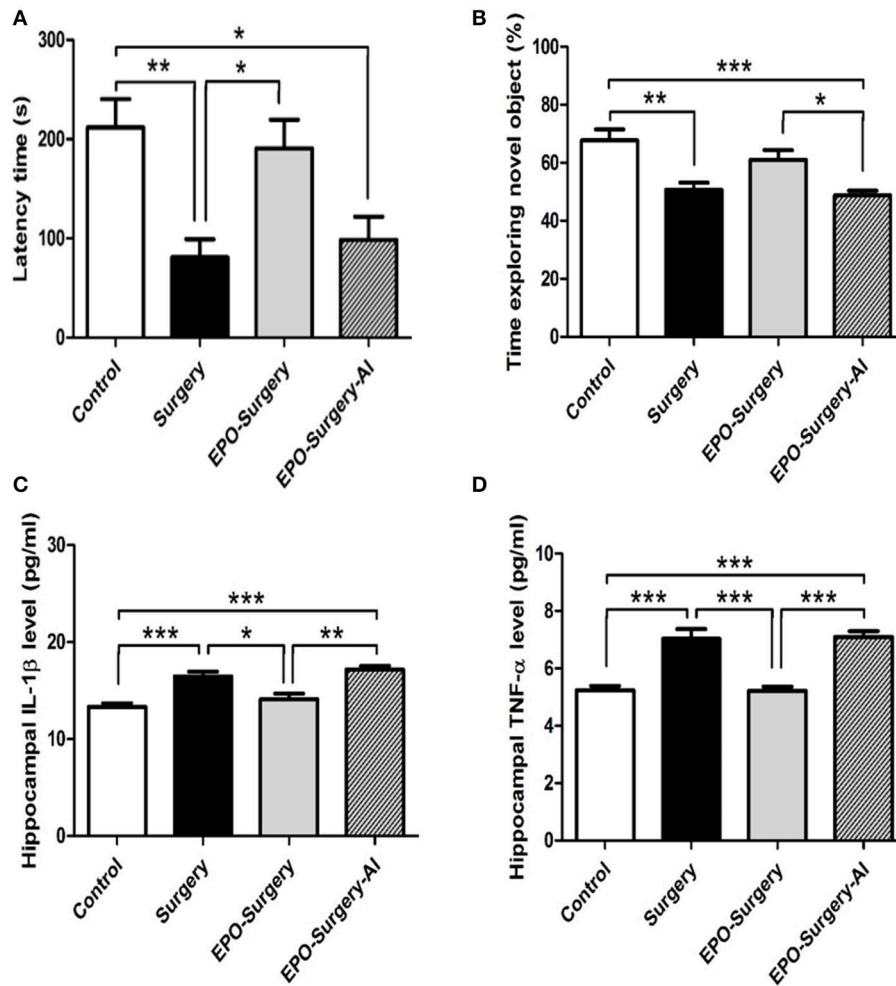 A
Latency time (s)
300
200
100
0
**
*
*
Control
Surgery
EPO-Surgery
EPO-Surgery-AI
B
Time exploring novel object (%)
100
80
60
40
20
0
***
**
*
Control
Surgery
EPO-Surgery
EPO-Surgery-AI
C
Hippocampal IL-1β level (pg/ml)
30
20
10
0
***
***
*
**
Control
Surgery
EPO-Surgery
EPO-Surgery-AI
D
Hippocampal TNF-α level (pg/ml)
10
8
6
4
2
0
***
***
***
***
Control
Surgery
EPO-Surgery
EPO-Surgery-AI